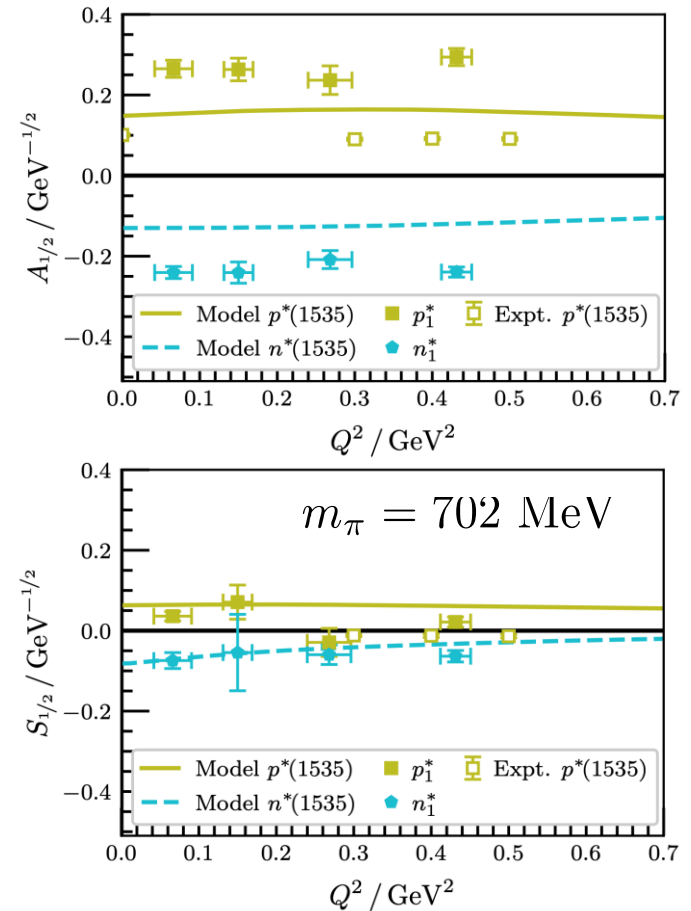 0.4
0.2
0.0
−0.2
−0.4
A₁/₂ / GeV⁻¹ᐟ²
Model p*(1535) p₁* Expt. p*(1535)
Model n*(1535) n₁*
0.0 0.1 0.2 0.3 0.4 0.5 0.6 0.7
Q² / GeV²
0.4
0.2
0.0
−0.2
−0.4
S₁/₂ / GeV⁻¹ᐟ²
mπ = 702 MeV
Model p*(1535) p₁* Expt. p*(1535)
Model n*(1535) n₁*
0.0 0.1 0.2 0.3 0.4 0.5 0.6 0.7
Q² / GeV²